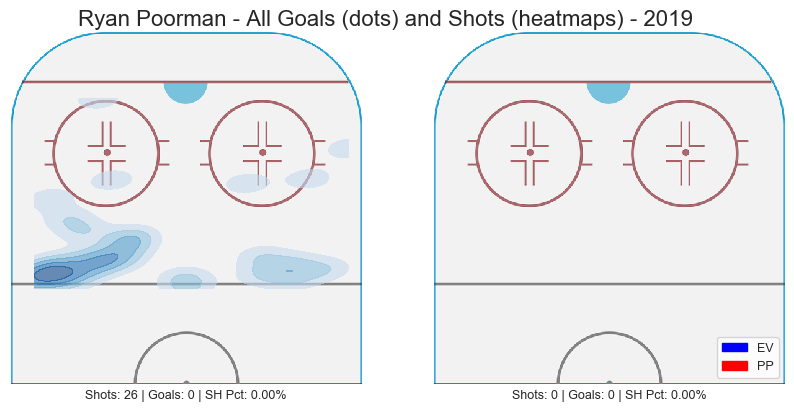 Ryan Poorman - All Goals (dots) and Shots (heatmaps) - 2019
EV
PP
Shots: 26 | Goals: 0 | SH Pct: 0.00%
Shots: 0 | Goals: 0 | SH Pct: 0.00%